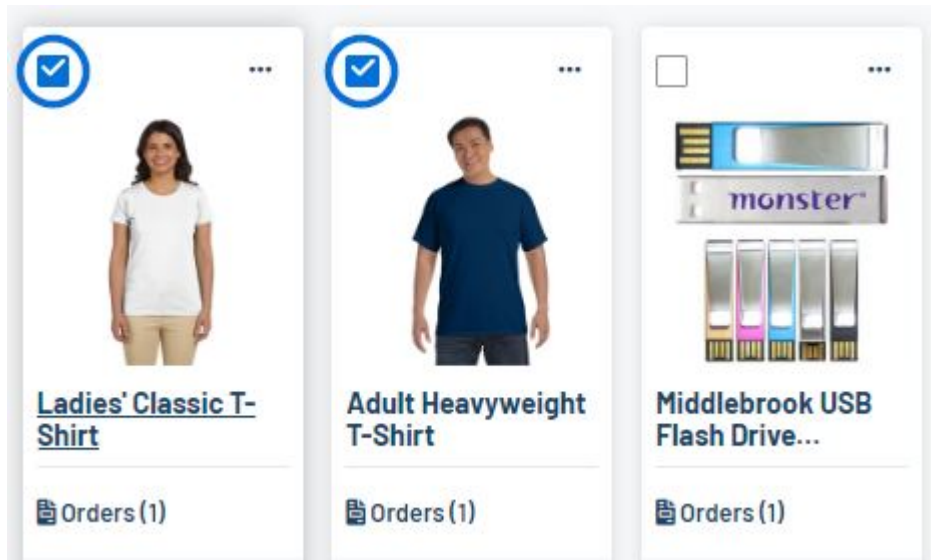 monster
Ladies' Classic T-
Shirt
Orders (1)
Adult Heavyweight
T-Shirt
Orders (1)
Middlebrook USB
Flash Drive...
Orders (1)